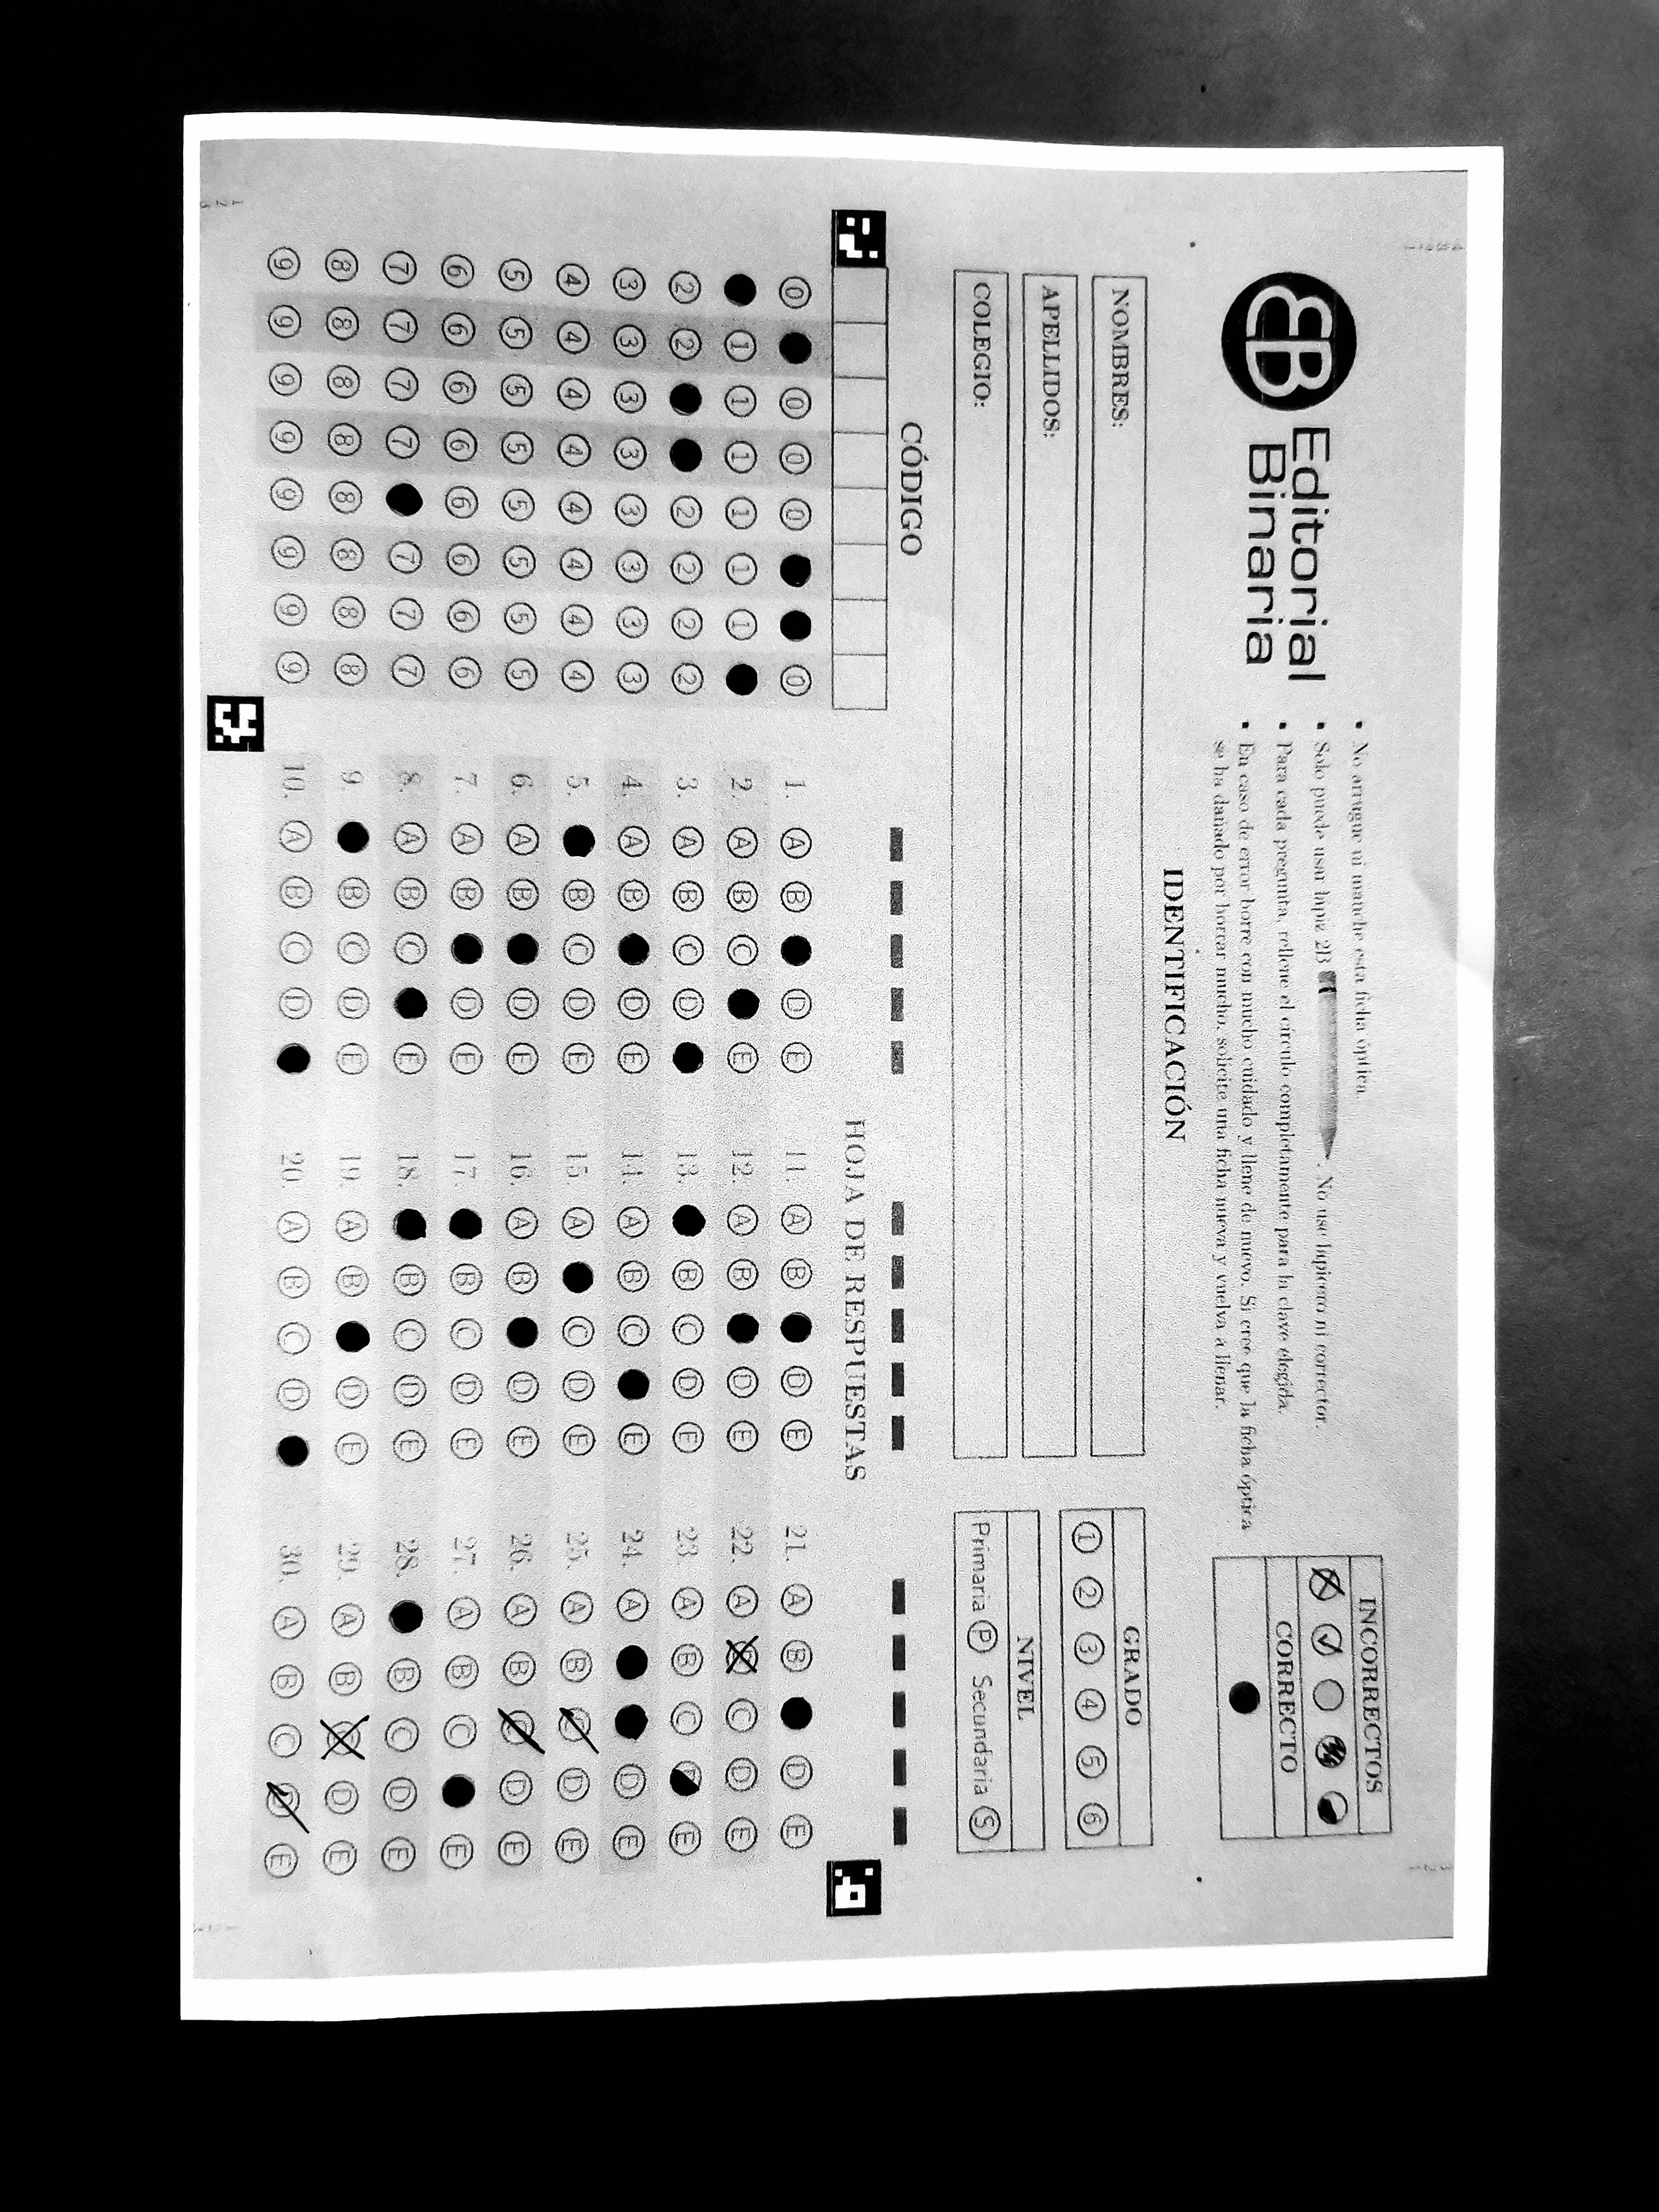 Editorial
Binaria
▪ No arrugue ni manche esta ficha óptica.
▪ Solo puede usar lápiz 2B . No use lapicero ni corrector.
▪ Para cada pregunta, rellene el círculo completamente para la clave elegida.
▪ En caso de error borre con mucho cuidado y llene de nuevo. Si cree que la ficha óptica
se ha dañado por borrar mucho, solicite una ficha nueva y vuelva a llenar.
INCORRECTOS
CORRECTO
IDENTIFICACIÓN
NOMBRES:
APELLIDOS:
COLEGIO:
GRADO
1 2 3 4 5 6
NIVEL
Primaria P Secundaria S
CÓDIGO
0 0 0 0 0
1 1 1 1 1 1
2 2 2 2 2 2
3 3 3 3 3 3 3 3
4 4 4 4 4 4 4 4
5 5 5 5 5 5 5 5
6 6 6 6 6 6 6 6
7 7 7 7 7 7 7
8 8 8 8 8 8 8 8
9 9 9 9 9 9 9 9
HOJA DE RESPUESTAS
1. A B D E
2. A B C E
3. A B C D
4. A B D E
5. B C D E
6. A B D E
7. A B D E
8. A B C E
9. B C D E
10. A B C D
11. A B D E
12. A B D E
13. B C D E
14. A B C E
15. A C D E
16. A B D E
17. B C D E
18. B C D E
19. A B D E
20. A B C D
21. A B D E
22. A B C D E
23. A B C D E
24. A D E
25. A B C D E
26. A B C D E
27. A B C E
28. B C D E
29. A B C D E
30. A B C D E
1
2
3